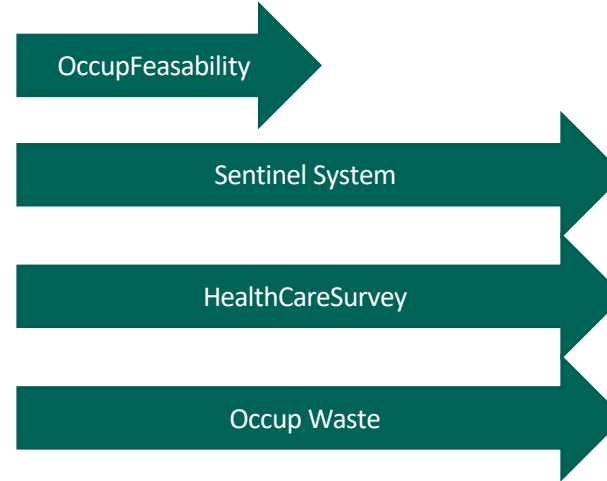 OccupFeasability
Sentinel System
HealthCareSurvey
Occup Waste